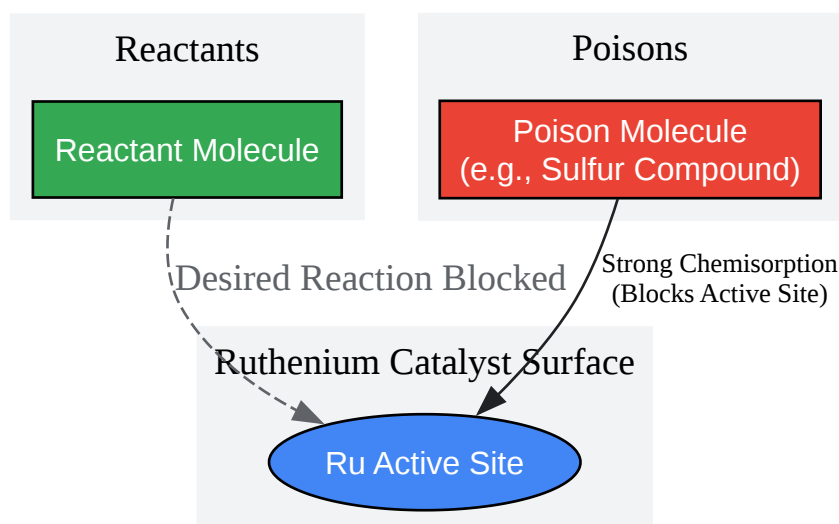 Reactants
Poisons
Reactant Molecule
Poison Molecule
(e.g., Sulfur Compound)
Desired Reaction Blocked
Strong Chemisorption
(Blocks Active Site)
Ruthenium Catalyst Surface
Ru Active Site